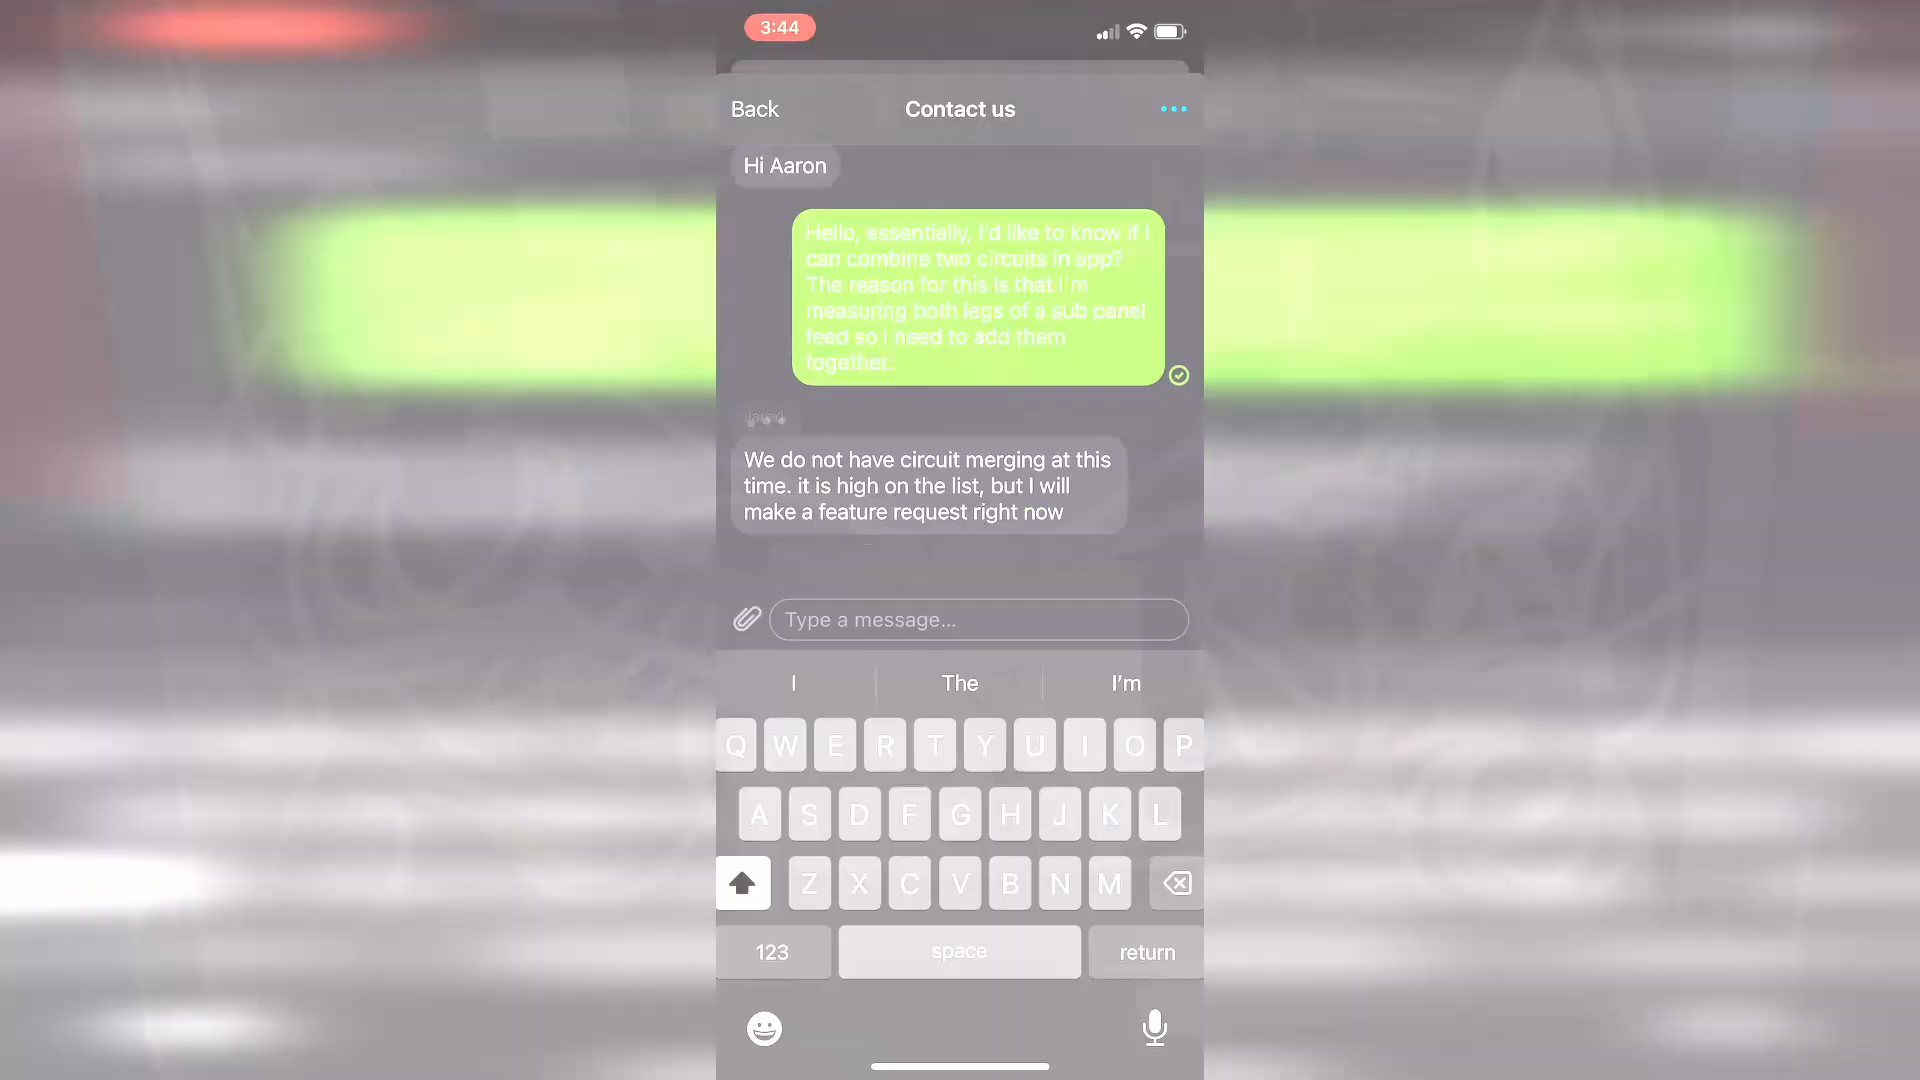 3:44
Back
Contact us
Hi Aaron
Hello, essentially, I'd like to know if I
can combine two circuits in app?
The reason for this is that I'm
measuring both legs of a sub panel
feed so I need to add them
together.
Jared
We do not have circuit merging at this
time. it is high on the list, but I will
make a feature request right now
Type a message...
I
The
I'm
Q W E R T Y U I O P
A S D F G H J K L
Z X C V B N M
123
space
return